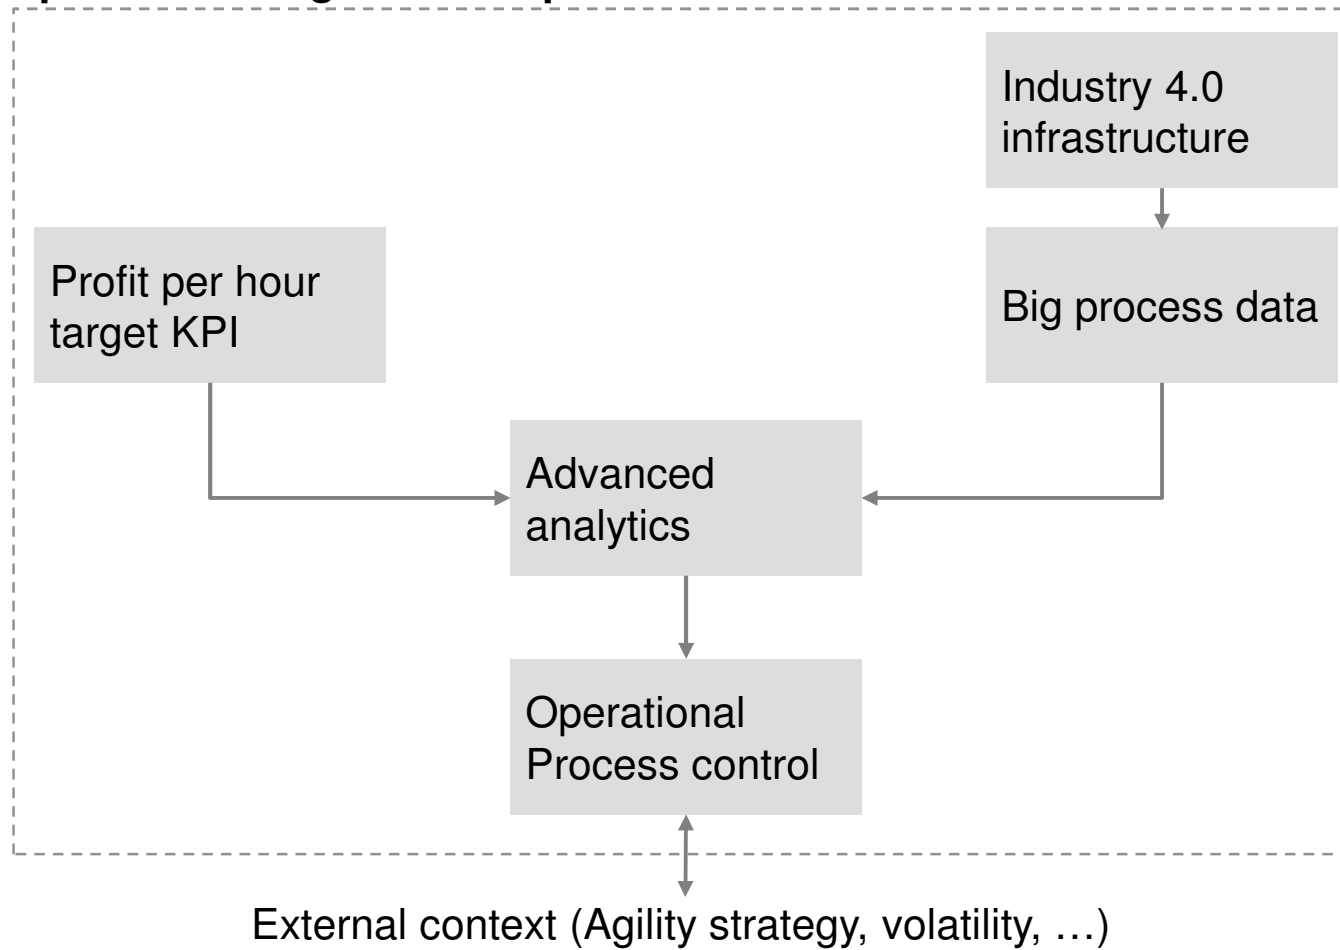 Industry 4.0
infrastructure
Profit per hour
target KPI
Big process data
Advanced
analytics
Operational
Process control
External context (Agility strategy, volatility, …)